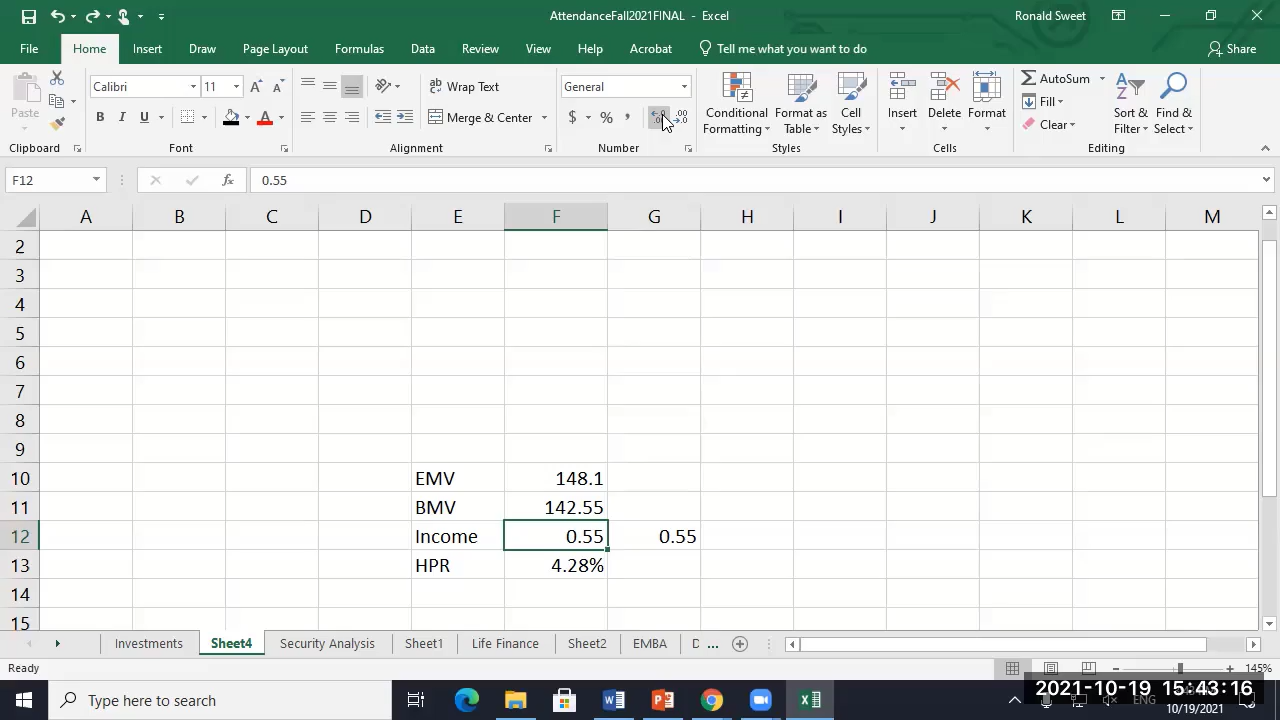 AttendanceFall2021FINAL - Excel
Ronald Sweet
File Home Insert Draw Page Layout Formulas Data Review View Help Acrobat Tell me what you want to do Share
Paste
Calibri 11
Wrap Text
General
Merge & Center
$ % ,
B I U
Conditional Formatting
Format as Table
Cell Styles
Insert Delete Format
AutoSum
Fill
Clear
Sort & Filter
Find & Select
Clipboard Font Alignment Number Styles Cells Editing
F12 fx 0.55
A B C D E F G H I J K L M
2
3
4
5
6
7
8
9
10 EMV 148.1
11 BMV 142.55
12 Income 0.55 0.55
13 HPR 4.28%
14
15
Investments Sheet4 Security Analysis Sheet1 Life Finance Sheet2 EMBA D ...
Ready 145%
Type here to search
ENG
2021-10-19 15:43:16
10/19/2021